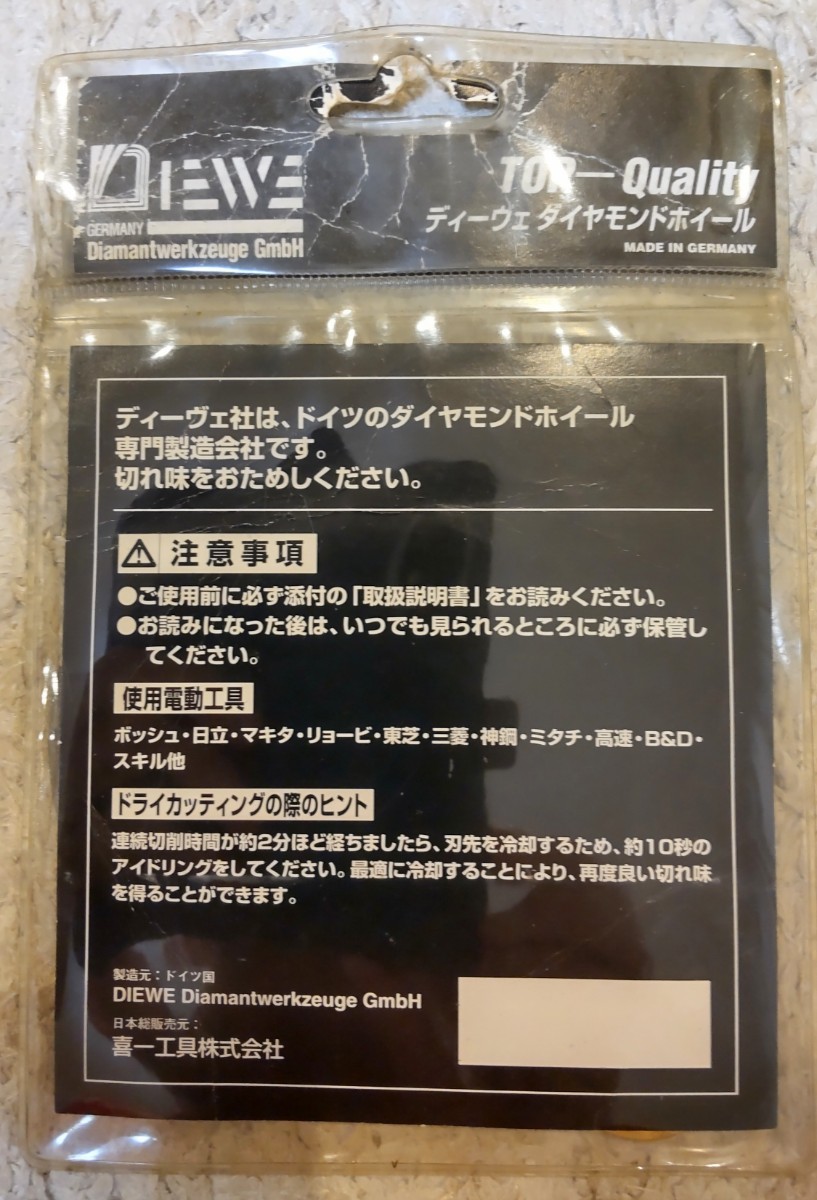 DIEWE
GERMANY
Diamantwerkzeuge GmbH
TOP—Quality
ディーヴェ ダイヤモンドホイール
MADE IN GERMANY
ディーヴェ社は、ドイツのダイヤモンドホイール
専門製造会社です。
切れ味をおためしください。
注意事項
●ご使用前に必ず添付の「取扱説明書」をお読みください。
●お読みになった後は、いつでも見られるところに必ず保管し
てください。
使用電動工具
ボッシュ・日立・マキタ・リョービ・東芝・三菱・神鋼・ミタチ・高速・B&D・
スキル他
ドライカッティングの際のヒント
連続切削時間が約2分ほど経ちましたら、刃先を冷却するため、約10秒の
アイドリングをしてください。最適に冷却することにより、再度良い切れ味
を得ることができます。
製造元：ドイツ国
DIEWE Diamantwerkzeuge GmbH
日本総販売元：
喜一工具株式会社